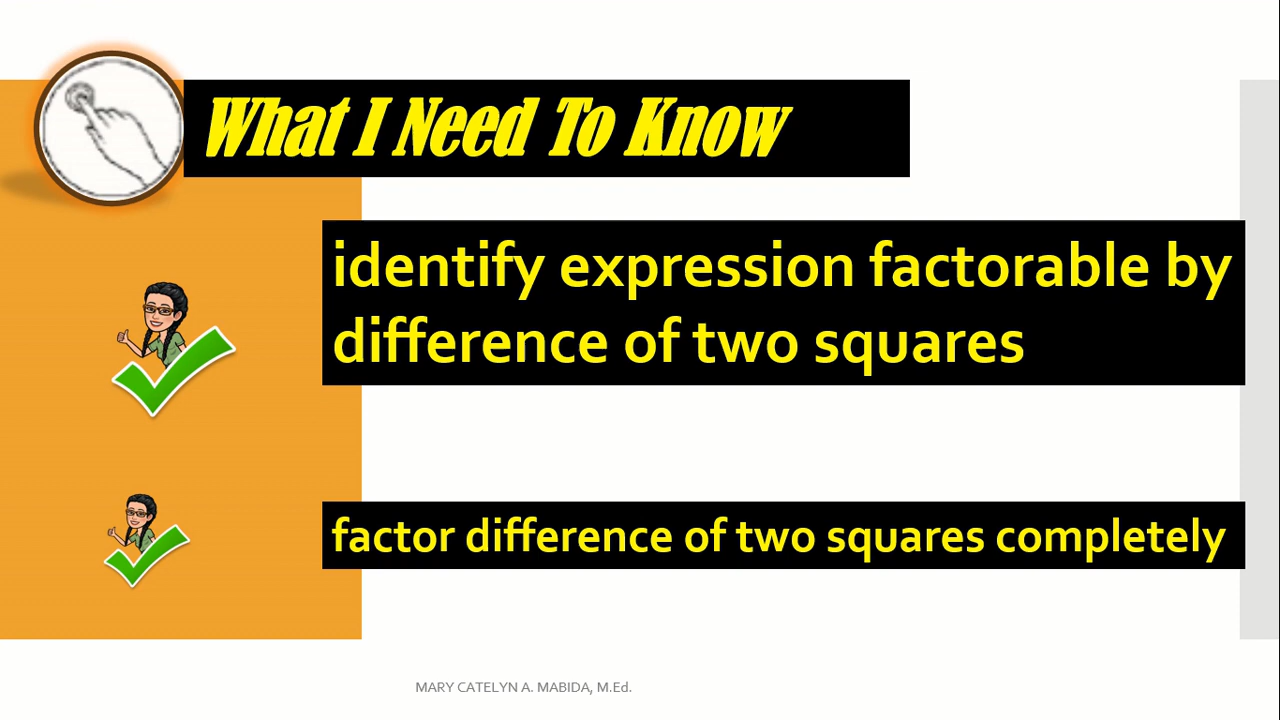 What I Need To Know
identify expression factorable by
difference of two squares
factor difference of two squares completely
MARY CATELYN A. MABIDA, M.Ed.